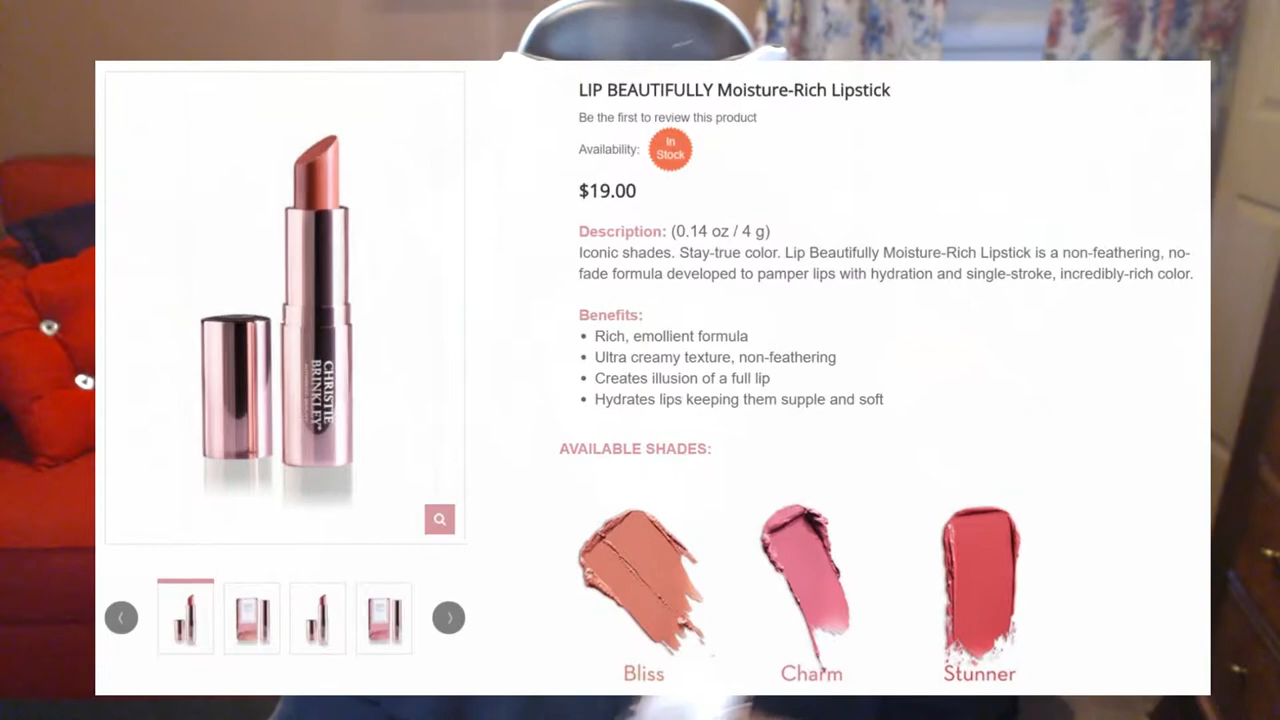 LIP BEAUTIFULLY Moisture-Rich Lipstick
Be the first to review this product
Availability:
In
Stock
$19.00
Description: (0.14 oz / 4 g)
Iconic shades. Stay-true color. Lip Beautifully Moisture-Rich Lipstick is a non-feathering, no-
fade formula developed to pamper lips with hydration and single-stroke, incredibly-rich color.
Benefits:
• Rich, emollient formula
• Ultra creamy texture, non-feathering
• Creates illusion of a full lip
• Hydrates lips keeping them supple and soft
CHRISTIE
BRINKLEY
AVAILABLE SHADES:
Bliss
Charm
Stunner